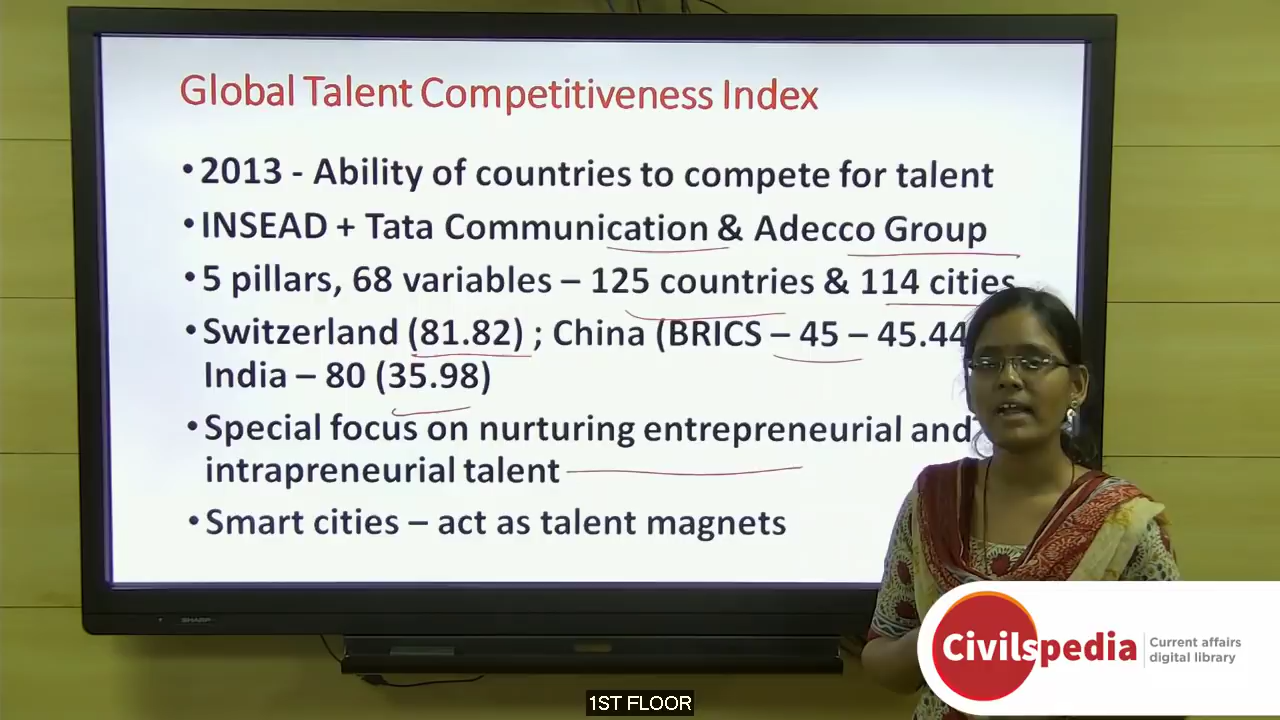 Global Talent Competitiveness Index
•2013 - Ability of countries to compete for talent
•INSEAD + Tata Communication & Adecco Group
•5 pillars, 68 variables – 125 countries & 114 cities
•Switzerland (81.82) ; China (BRICS – 45 – 45.44
India – 80 (35.98)
•Special focus on nurturing entrepreneurial and
intrapreneurial talent
•Smart cities – act as talent magnets
SHARP
Civilspedia
Current affairs
digital library
1ST FLOOR